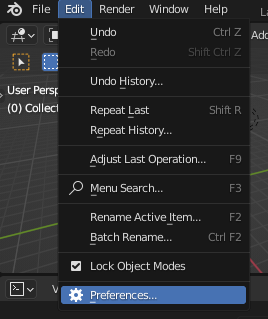 File Edit Render Window Help
Undo Ctrl Z
Redo Shift Ctrl Z
Undo History...
Repeat Last Shift R
Repeat History...
Adjust Last Operation... F9
Menu Search... F3
Rename Active Item... F2
Batch Rename... Ctrl F2
Lock Object Modes
Preferences...
Add
User Persp
(0) Collect